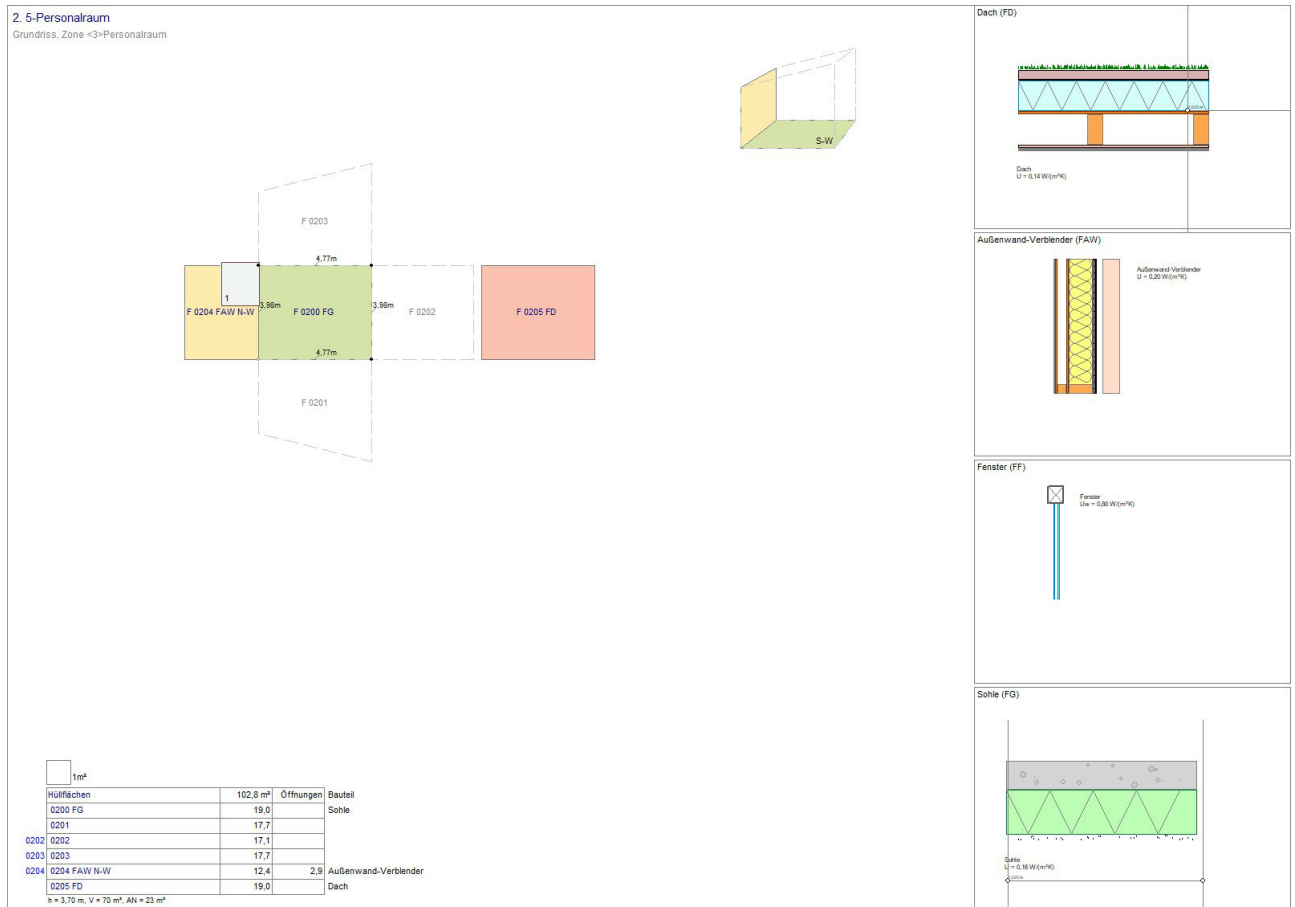 2. 5-Personalraum
Grundriss, Zone <3>Personalraum
S-W
F 0203
4,77m
1
3,98m
3,98m
F 0204 FAW N-W
F 0200 FG
F 0202
F 0205 FD
4,77m
F 0201
1m²
Hüllflächen 102,8 m² Öffnungen Bauteil
0200 FG 19,0 Sohle
0201 17,7
0202 0202 17,1
0203 0203 17,7
0204 0204 FAW N-W 12,4 2,9 Außenwand-Verblender
0205 FD 19,0 Dach
h = 3,70 m, V = 70 m³, AN = 23 m²
Dach (FD)
Dach
U = 0,14 W/(m²K)
Außenwand-Verblender (FAW)
Außenwand-Verblender
U = 0,20 W/(m²K)
Fenster (FF)
Fenster
Uw = 0,80 W/(m²K)
Sohle (FG)
Sohle
U = 0,16 W/(m²K)